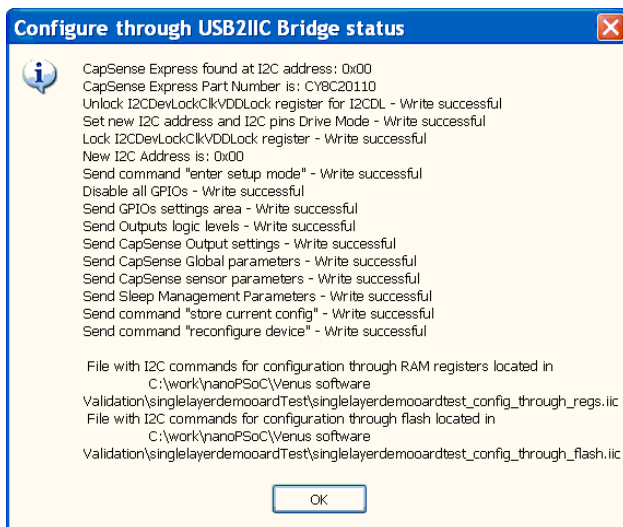 Configure through USB2IIC Bridge status
CapSense Express found at I2C address: 0x00
CapSense Express Part Number is: CY8C20110
Unlock I2CDevLockClkVDDLock register for I2CDL - Write successful
Set new I2C address and I2C pins Drive Mode - Write successful
Lock I2CDevLockClkVDDLock register - Write successful
New I2C Address is: 0x00
Send command "enter setup mode" - Write successful
Disable all GPIOs - Write successful
Send GPIOs settings area - Write successful
Send Outputs logic levels - Write successful
Send CapSense Output settings - Write successful
Send CapSense Global parameters - Write successful
Send CapSense sensor parameters - Write successful
Send Sleep Management Parameters - Write successful
Send command "store current config" - Write successful
Send command "reconfigure device" - Write successful
File with I2C commands for configuration through RAM registers located in
C:\work\nanoPSoC\Venus software
Validation\singlelayerdemooardTest\singlelayerdemooardtest_config_through_regs.iic
File with I2C commands for configuration through flash located in
C:\work\nanoPSoC\Venus software
Validation\singlelayerdemooardTest\singlelayerdemooardtest_config_through_flash.iic
OK